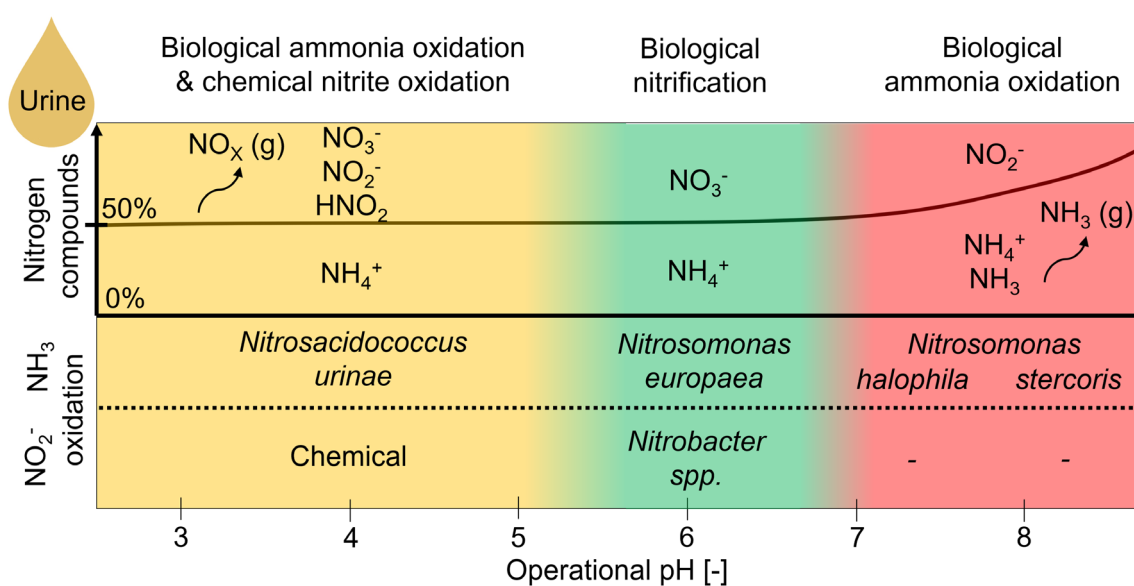 Urine
Biological ammonia oxidation
& chemical nitrite oxidation
Biological
nitrification
Biological
ammonia oxidation
Nitrogen
compounds
50%
0%
NOₓ (g)
NO₃⁻
NO₂⁻
HNO₂
NH₄⁺
NO₃⁻
NH₄⁺
NO₂⁻
NH₃ (g)
NH₄⁺
NH₃
NO₂⁻ NH₃
oxidation
Nitrosacidococcus
urinae
Nitrosomonas
europaea
Nitrosomonas
halophila stercoris
Chemical
Nitrobacter
spp.
- -
3 4 5 6 7 8
Operational pH [-]